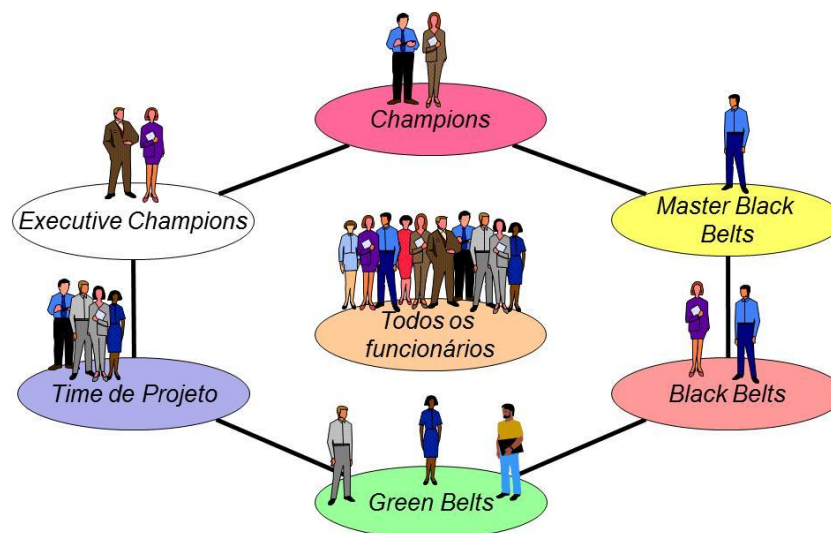 Champions
Executive Champions
Master Black
Belts
Todos os
funcionários
Time de Projeto
Black Belts
Green Belts